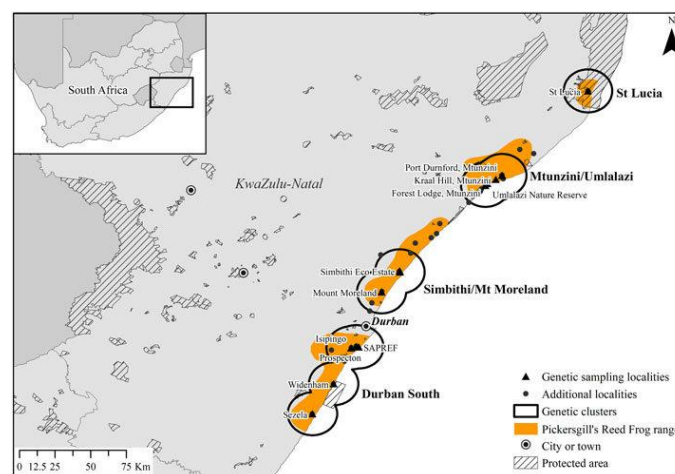 South Africa
N
St Lucia
St Lucia
Port Durnford, Mtunzini
Kraal Hill, Mtunzini
Mtunzini/Umlalazi
Forest Lodge, Mtunzini
Umlalazi Nature Reserve
KwaZulu-Natal
Simbithi Eco Estate
Simbithi/Mt Moreland
Mount Moreland
Durban
Isipingo
SAPREF
Prospecton
Widenham
Durban South
Sezela
Genetic sampling localities
Additional localities
Genetic clusters
Pickersgill's Reed Frog range
City or town
Protected area
0 12.5 25 50 75 Km